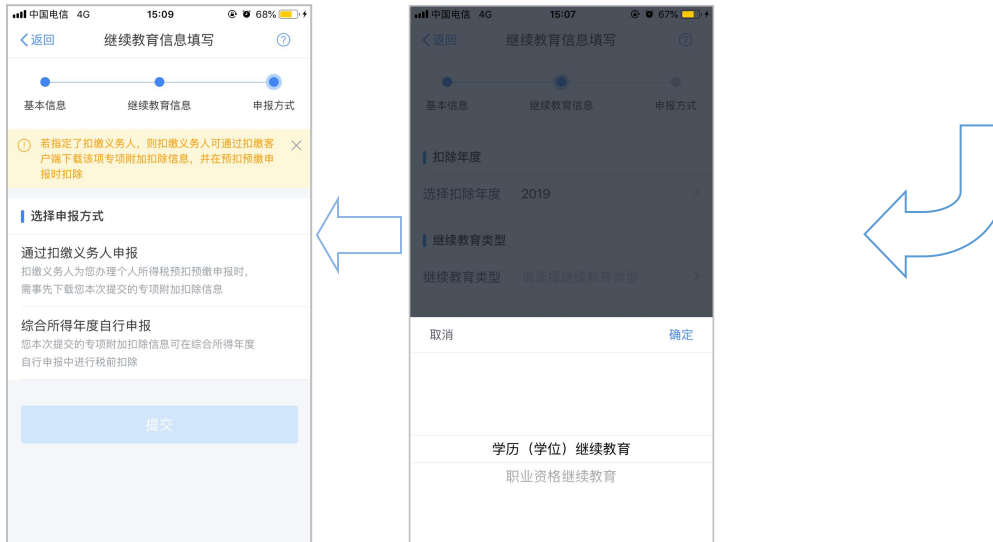 中国电信 4G 15:09 68%
返回 继续教育信息填写 ?
基本信息 继续教育信息 申报方式
若指定了扣缴义务人，则扣缴义务人可通过扣缴客
户端下载该项专项附加扣除信息，并在预扣预缴申
报时扣除
选择申报方式
通过扣缴义务人申报
扣缴义务人为您办理个人所得税预扣预缴申报时，
需事先下载您本次提交的专项附加扣除信息
综合所得年度自行申报
您本次提交的专项附加扣除信息可在综合所得年度
自行申报中进行税前扣除
提交
中国电信 4G 15:07 67%
返回 继续教育信息填写 ?
基本信息 继续教育信息 申报方式
扣除年度
选择扣除年度 2019
继续教育类型
继续教育类型 请选择继续教育类型
取消 确定
学历（学位）继续教育
职业资格继续教育